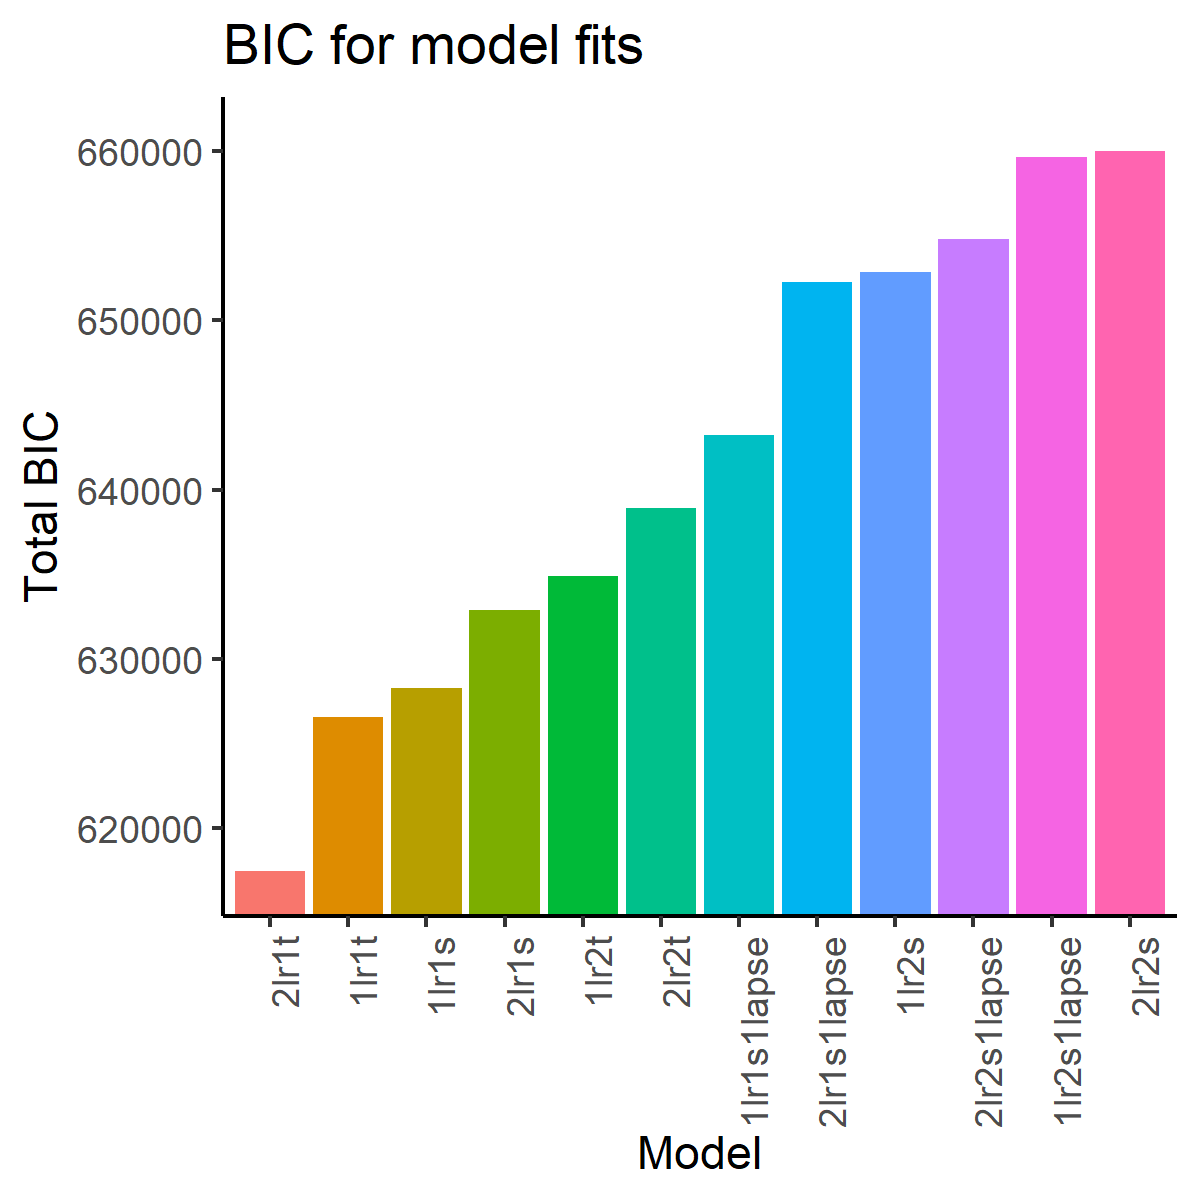 BIC for model fits
Total BIC
660000
650000
640000
630000
620000
2lr1t
1lr1t
1lr1s
2lr1s
1lr2t
2lr2t
1lr1s1lapse
2lr1s1lapse
1lr2s
2lr2s1lapse
1lr2s1lapse
2lr2s
Model